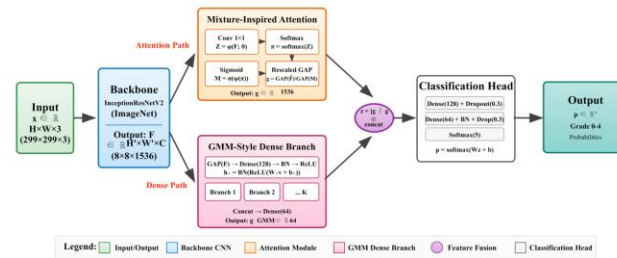 Mixture-Inspired Attention
Conv 1×1
Z = φ(F; θ)
Softmax
π = softmax(Z)
Sigmoid
M = σ(φ(π))
Rescaled GAP
g = GAP(F)/GAP(M)
Output: g ∈ ℝ 1536
Attention Path
Input
x ∈ ℝ
H×W×3
(299×299×3)
Backbone
InceptionResNetV2
(ImageNet)
Output: F
∈ ℝ H'×W'×C
(8×8×1536)
Dense Path
GMM-Style Dense Branch
GAP(F) → Dense(128) → BN → ReLU
Branch 1
Branch 2
... K
Concat → Dense(64)
Output: g_GMM ∈ ℝ 64
concat
Classification Head
Dense(128) + Dropout(0.3)
Dense(64) + BN + Drop(0.3)
Softmax(5)
p = softmax(Wz + b)
Output
Grade 0-4
Probabilities
Legend:
Input/Output
Backbone CNN
Attention Module
GMM Dense Branch
Feature Fusion
Classification Head